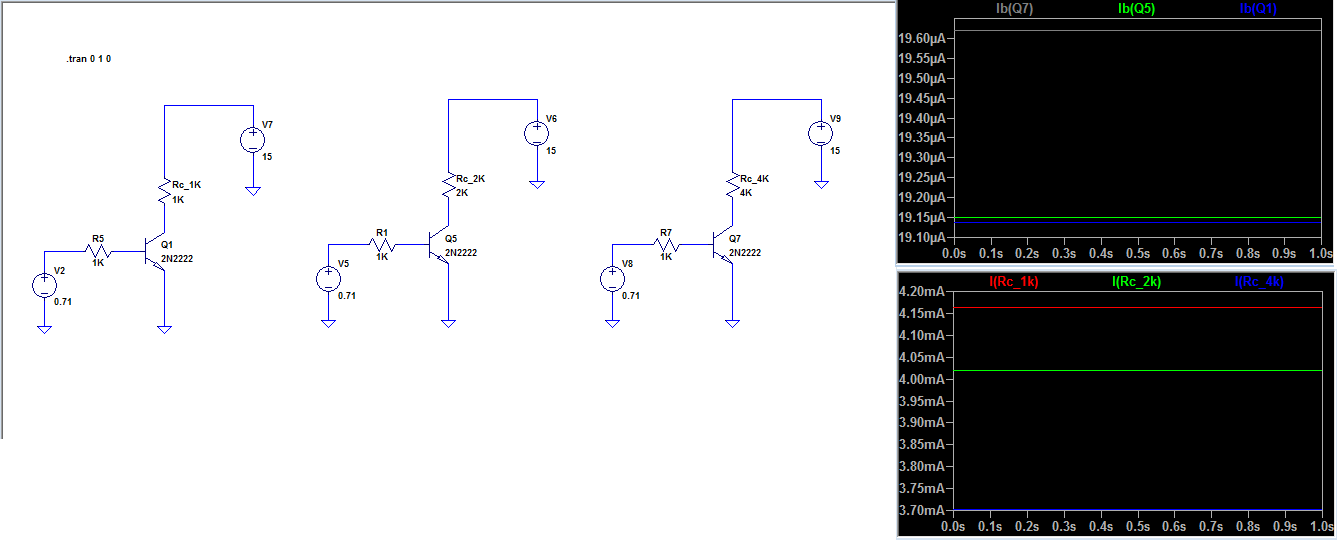 .tran 0 1 0
V7
15
Rc_1K
1K
R5
1K
Q1
2N2222
V2
0.71
V6
15
Rc_2K
2K
R1
1K
Q5
2N2222
V5
0.71
V9
15
Rc_4K
4K
R7
1K
Q7
2N2222
V8
0.71
Ib(Q7) Ib(Q5) Ib(Q1)
19.60µA
19.55µA
19.50µA
19.45µA
19.40µA
19.35µA
19.30µA
19.25µA
19.20µA
19.15µA
19.10µA
0.0s 0.1s 0.2s 0.3s 0.4s 0.5s 0.6s 0.7s 0.8s 0.9s 1.0s
I(Rc_1k) I(Rc_2k) I(Rc_4k)
4.20mA
4.15mA
4.10mA
4.05mA
4.00mA
3.95mA
3.90mA
3.85mA
3.80mA
3.75mA
3.70mA
0.0s 0.1s 0.2s 0.3s 0.4s 0.5s 0.6s 0.7s 0.8s 0.9s 1.0s